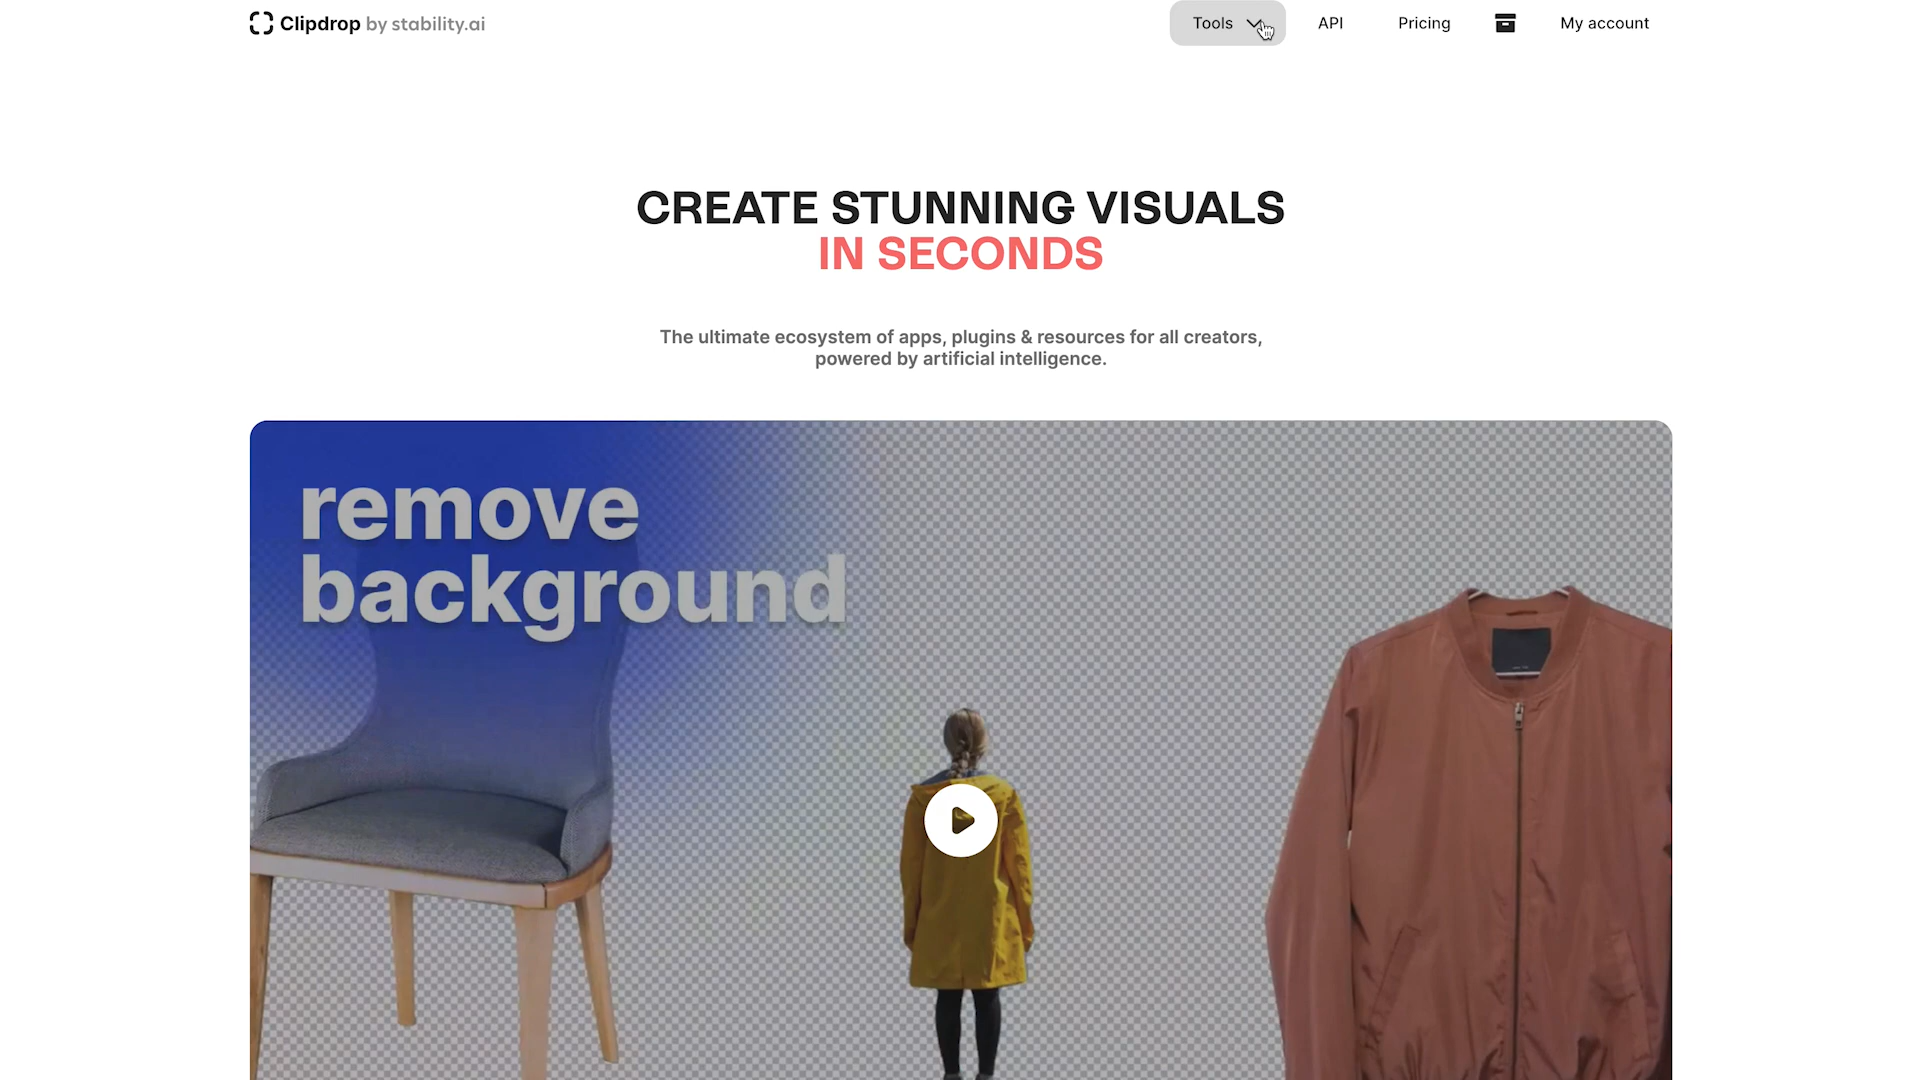 Clipdrop by stability.ai
Tools
API
Pricing
My account
CREATE STUNNING VISUALS
IN SECONDS
The ultimate ecosystem of apps, plugins & resources for all creators,
powered by artificial intelligence.
remove
background